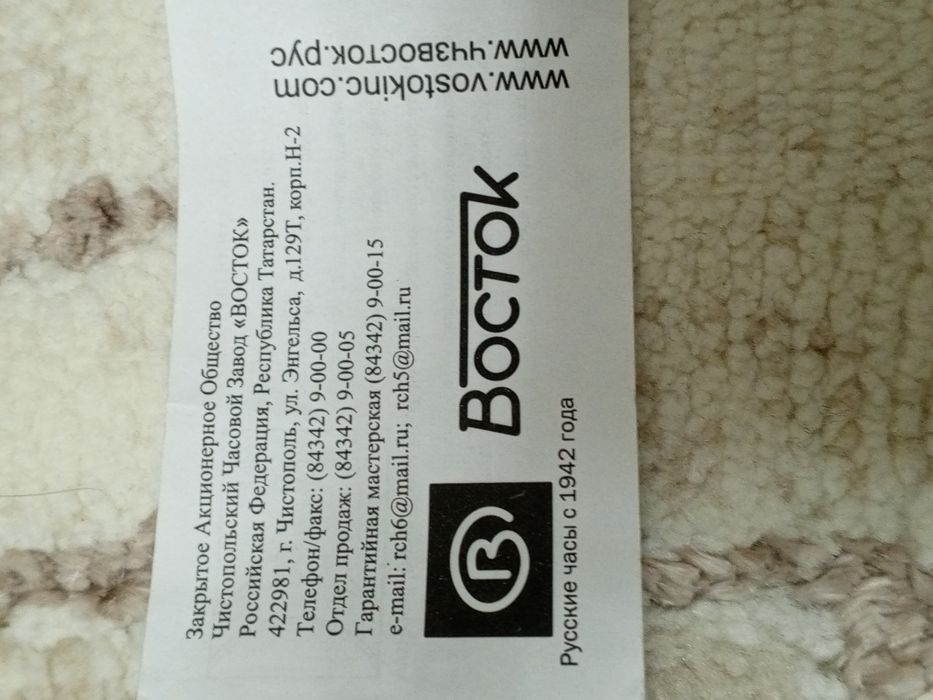 Закрытое Акционерное Общество
Чистопольский Часовой Завод «ВОСТОК»
Российская Федерация, Республика Татарстан.
422981, г. Чистополь, ул. Энгельса, д.129Т, корп.Н-2
Телефон/факс: (84342) 9-00-00
Отдел продаж: (84342) 9-00-05
Гарантийная мастерская (84342) 9-00-15
e-mail: rch6@mail.ru; rch5@mail.ru
В Восток
Русские часы с 1942 года
www.vostokinc.com
www.ччзвосток.рус